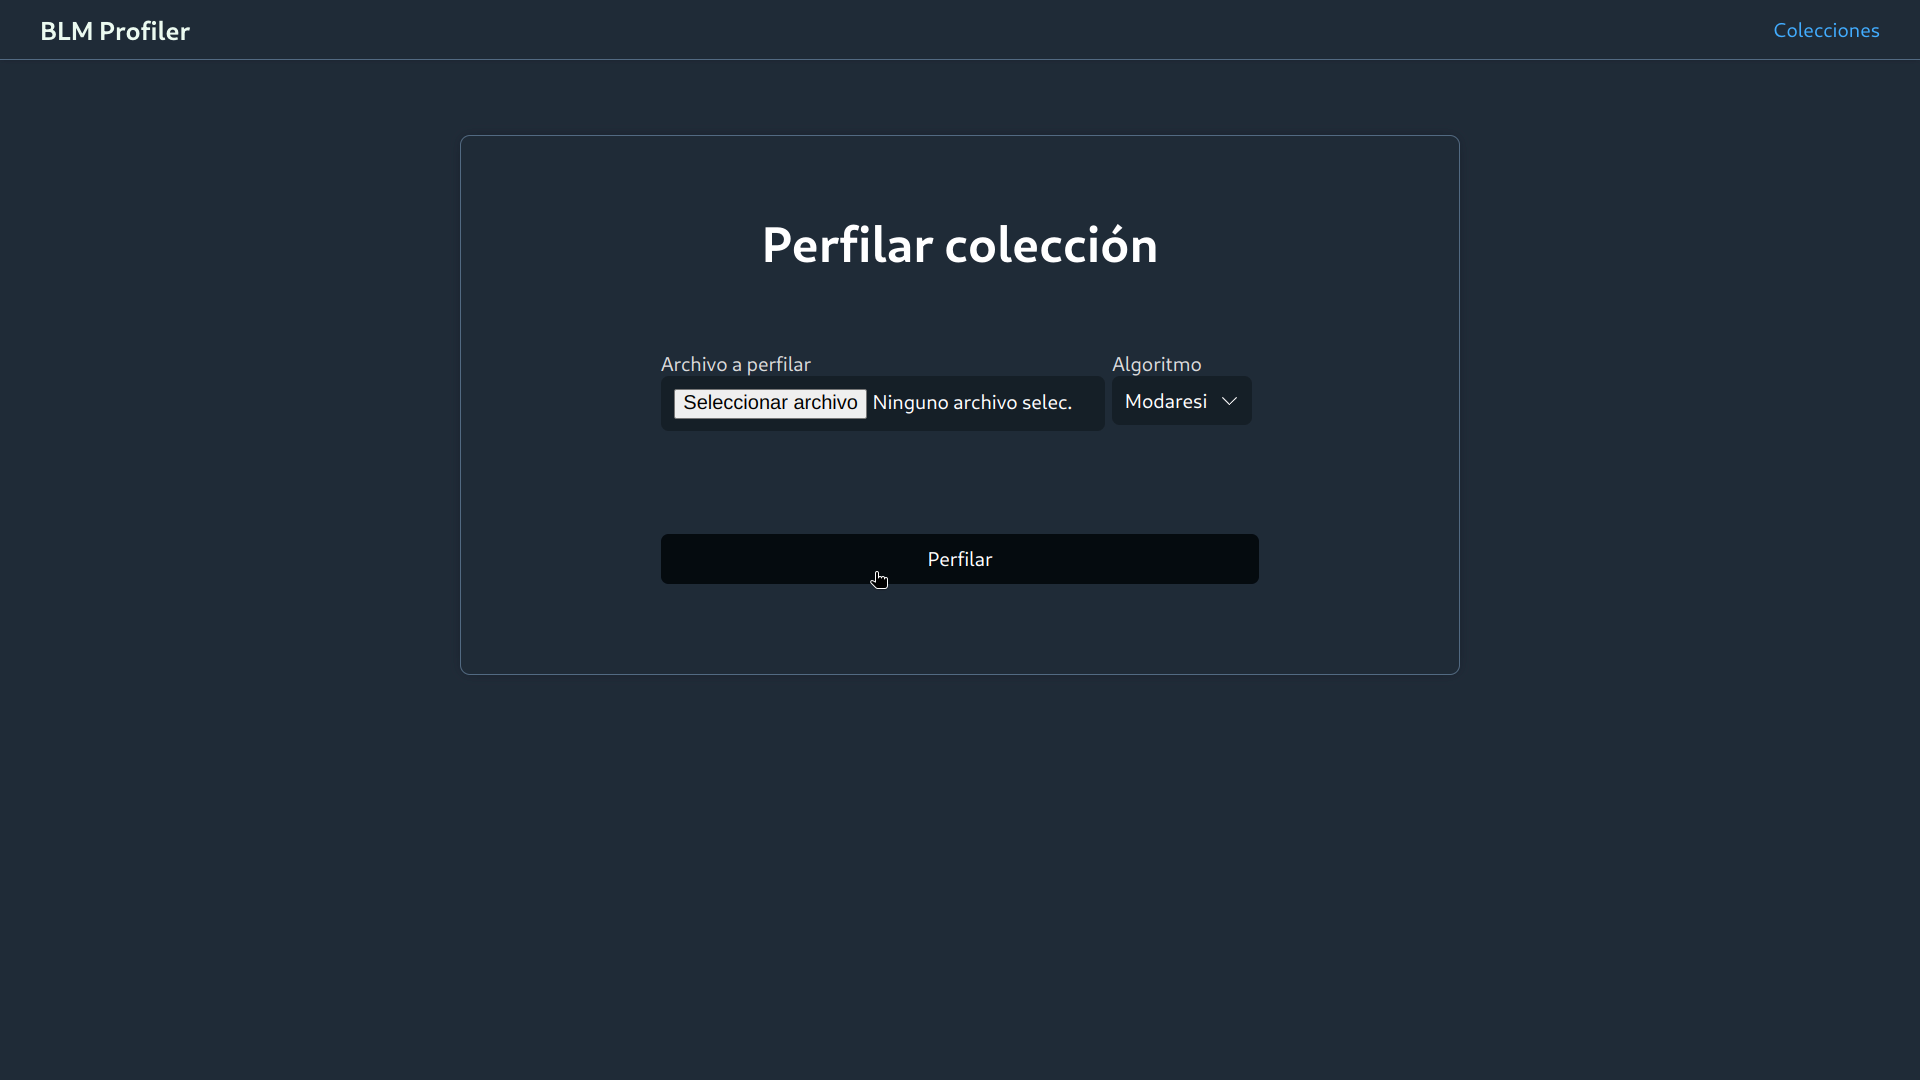 BLM Profiler
Colecciones
Perfilar colección
Archivo a perfilar
Algoritmo
Seleccionar archivo Ninguno archivo selec.
Modaresi
Perfilar